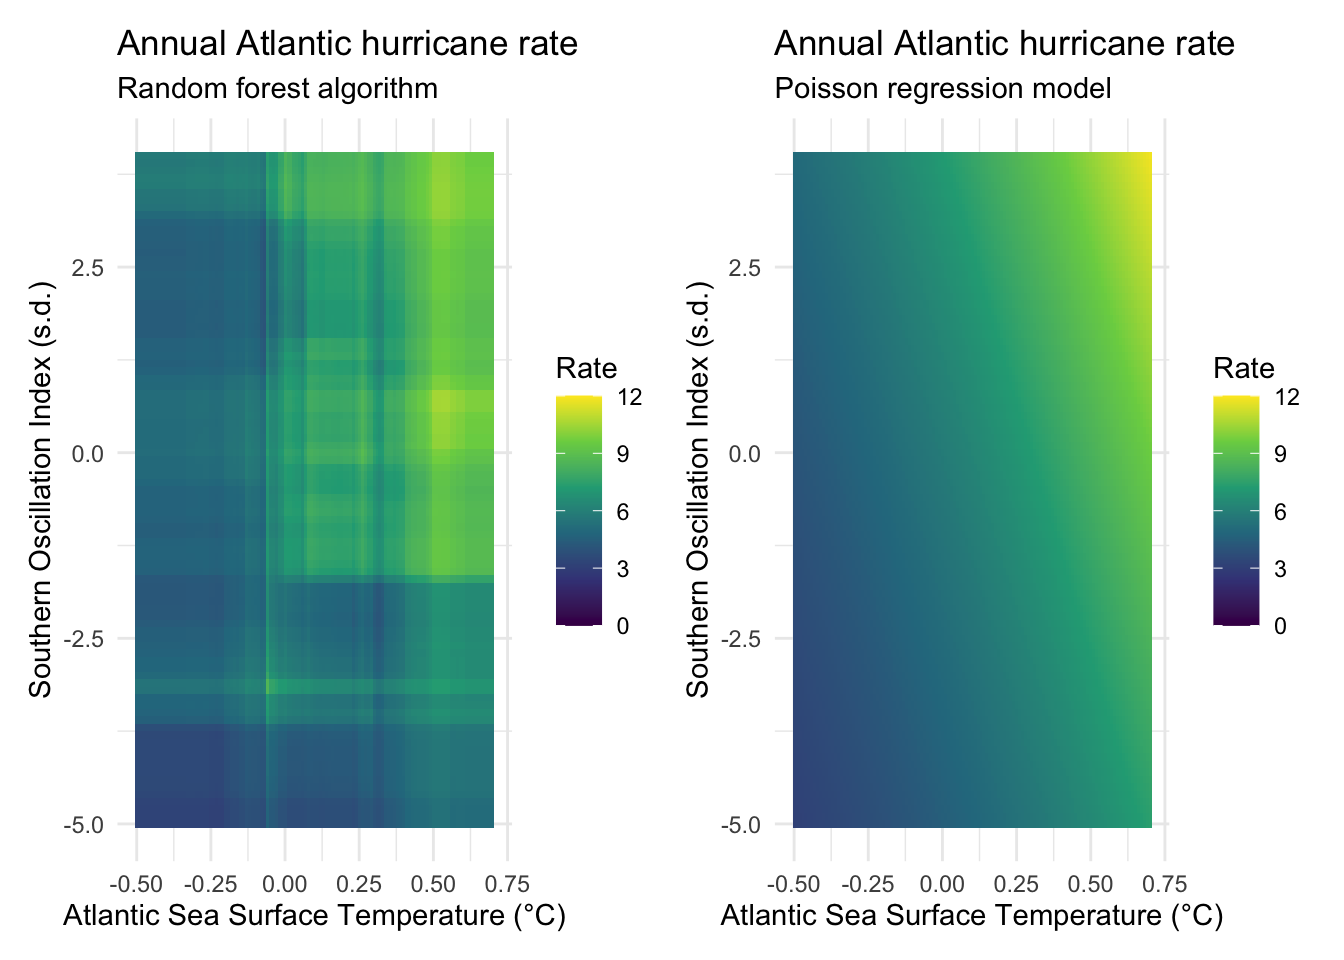 Annual Atlantic hurricane rate
Random forest algorithm
2.5
0.0
-2.5
-5.0
Southern Oscillation Index (s.d.)
-0.50 -0.25 0.00 0.25 0.50 0.75
Atlantic Sea Surface Temperature (°C)
Rate
12
9
6
3
0
Annual Atlantic hurricane rate
Poisson regression model
2.5
0.0
-2.5
-5.0
Southern Oscillation Index (s.d.)
-0.50 -0.25 0.00 0.25 0.50 0.75
Atlantic Sea Surface Temperature (°C)
Rate
12
9
6
3
0